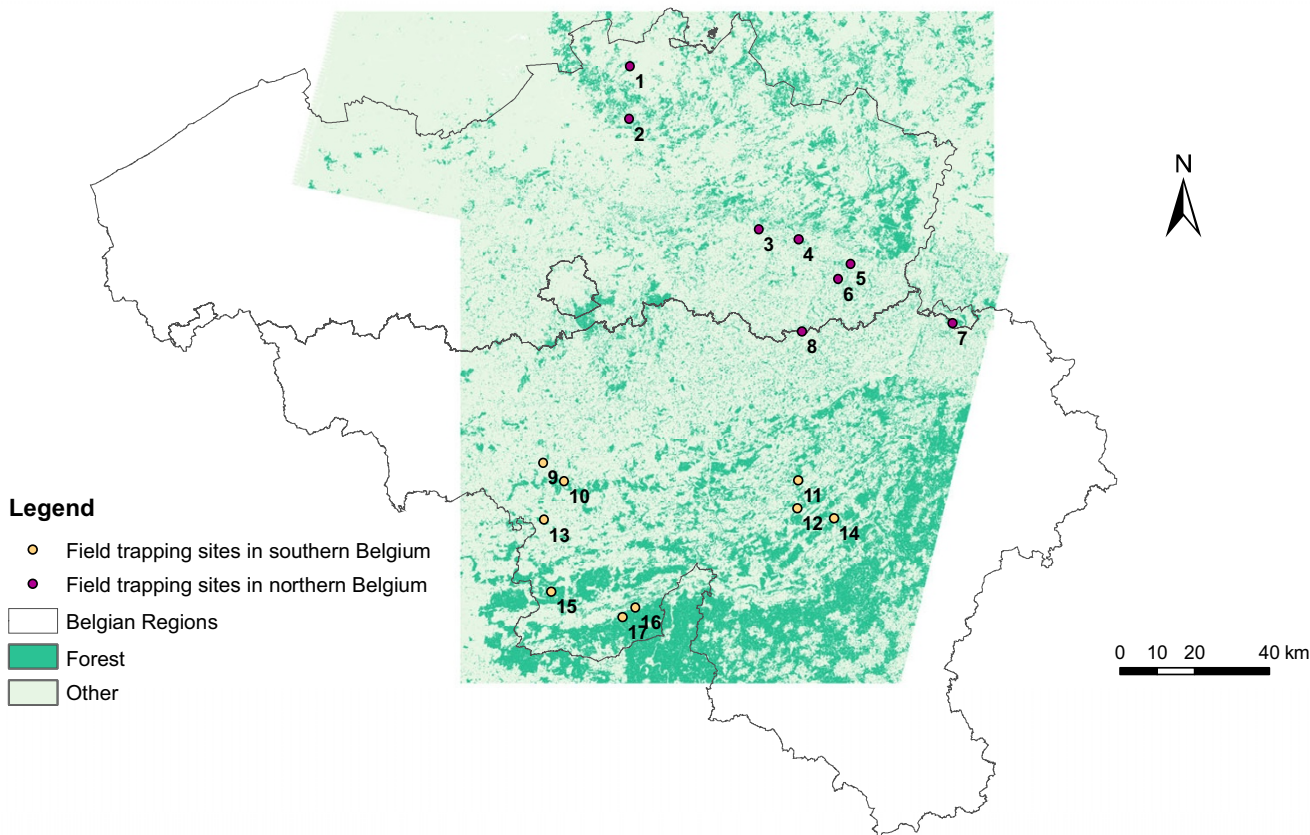 1
2
N
3
4
5
6
7
8
9
10
11
12
14
13
15
16
17
Legend
Field trapping sites in southern Belgium
Field trapping sites in northern Belgium
Belgian Regions
Forest
Other
0 10 20 40 km